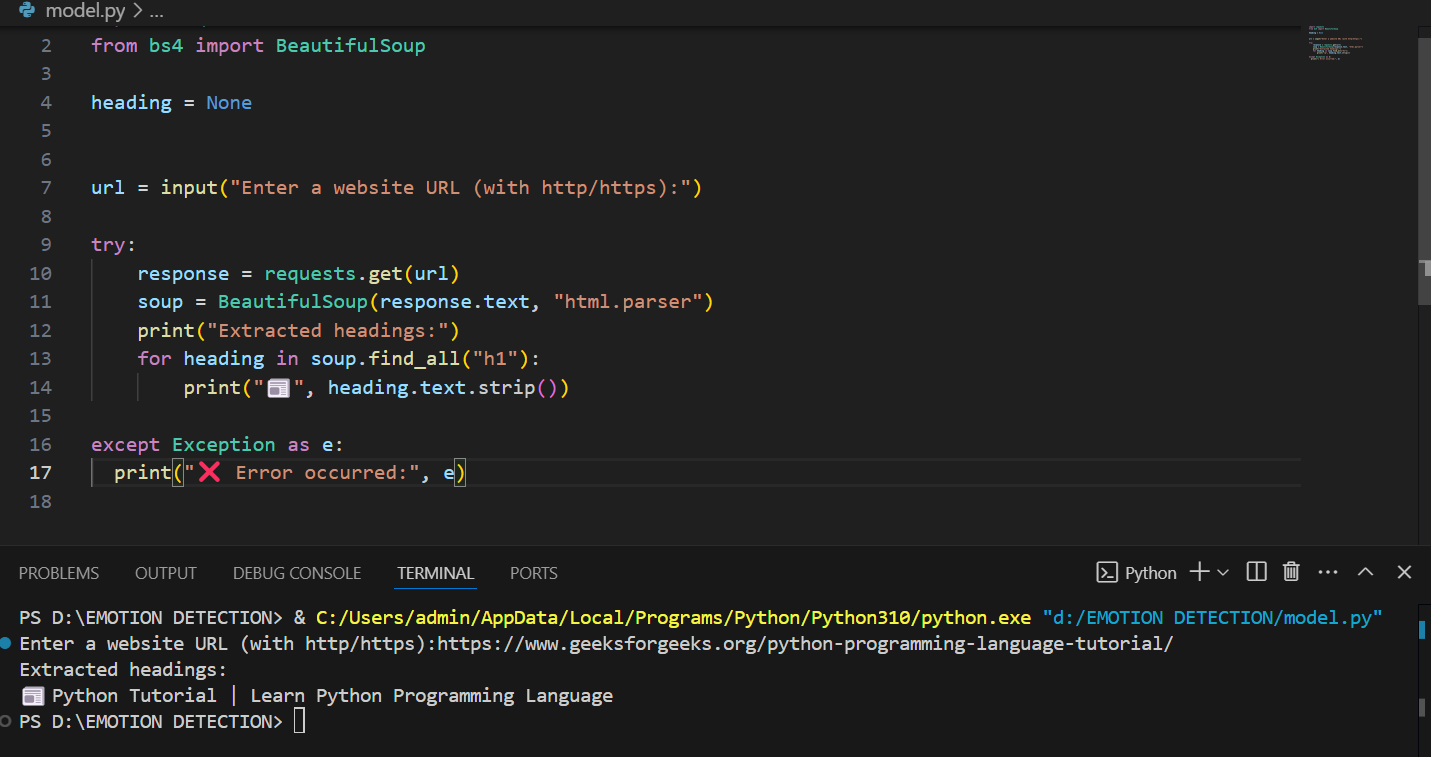 model.py > ...
2 from bs4 import BeautifulSoup
3
4 heading = None
5
6
7 url = input("Enter a website URL (with http/https):")
8
9 try:
10     response = requests.get(url)
11     soup = BeautifulSoup(response.text, "html.parser")
12     print("Extracted headings:")
13     for heading in soup.find_all("h1"):
14         print("📰", heading.text.strip())
15
16 except Exception as e:
17   print("❌ Error occurred:", e)
18
PROBLEMS OUTPUT DEBUG CONSOLE TERMINAL PORTS Python
PS D:\EMOTION DETECTION> & C:/Users/admin/AppData/Local/Programs/Python/Python310/python.exe "d:/EMOTION DETECTION/model.py"
Enter a website URL (with http/https):https://www.geeksforgeeks.org/python-programming-language-tutorial/
Extracted headings:
📰 Python Tutorial | Learn Python Programming Language
PS D:\EMOTION DETECTION>